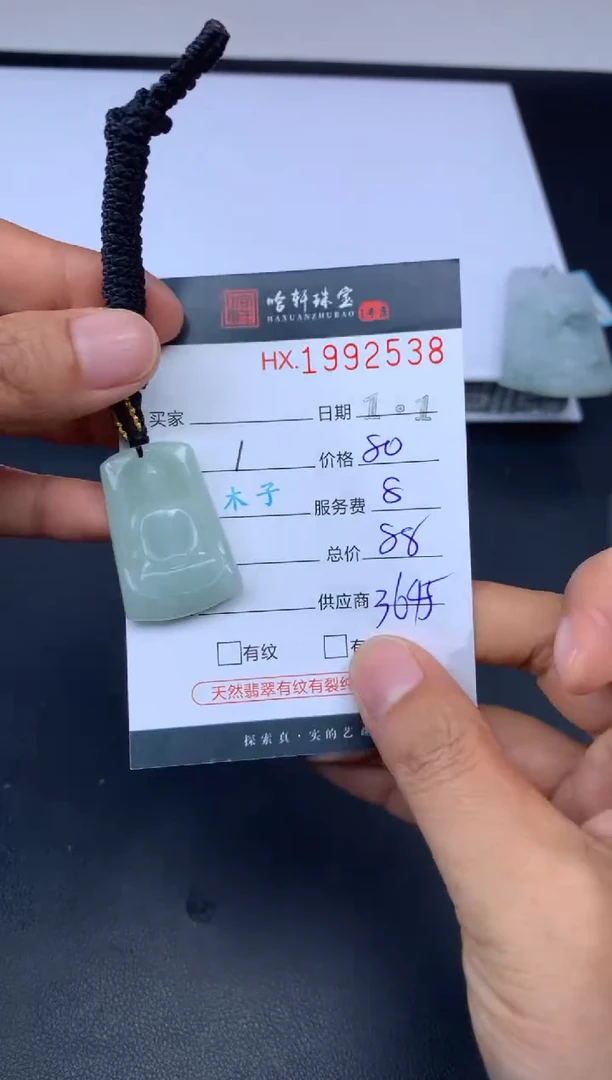 哈轩珠宝
HAXUANZHUBAO
HX.1992538
买家 日期 1.1
1 价格 80
木子 服务费 8
总价 88
供应商 3645
有纹 有
天然翡翠有纹有裂
探索真·实的艺